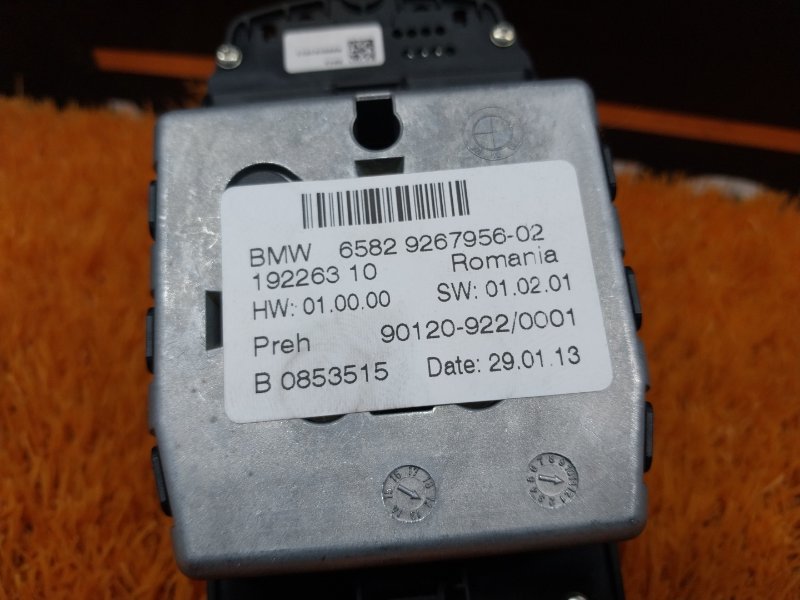 BMW 6582 9267956-02
192263 10 Romania
HW: 01.00.00 SW: 01.02.01
Preh 90120-922/0001
B 0853515 Date: 29.01.13